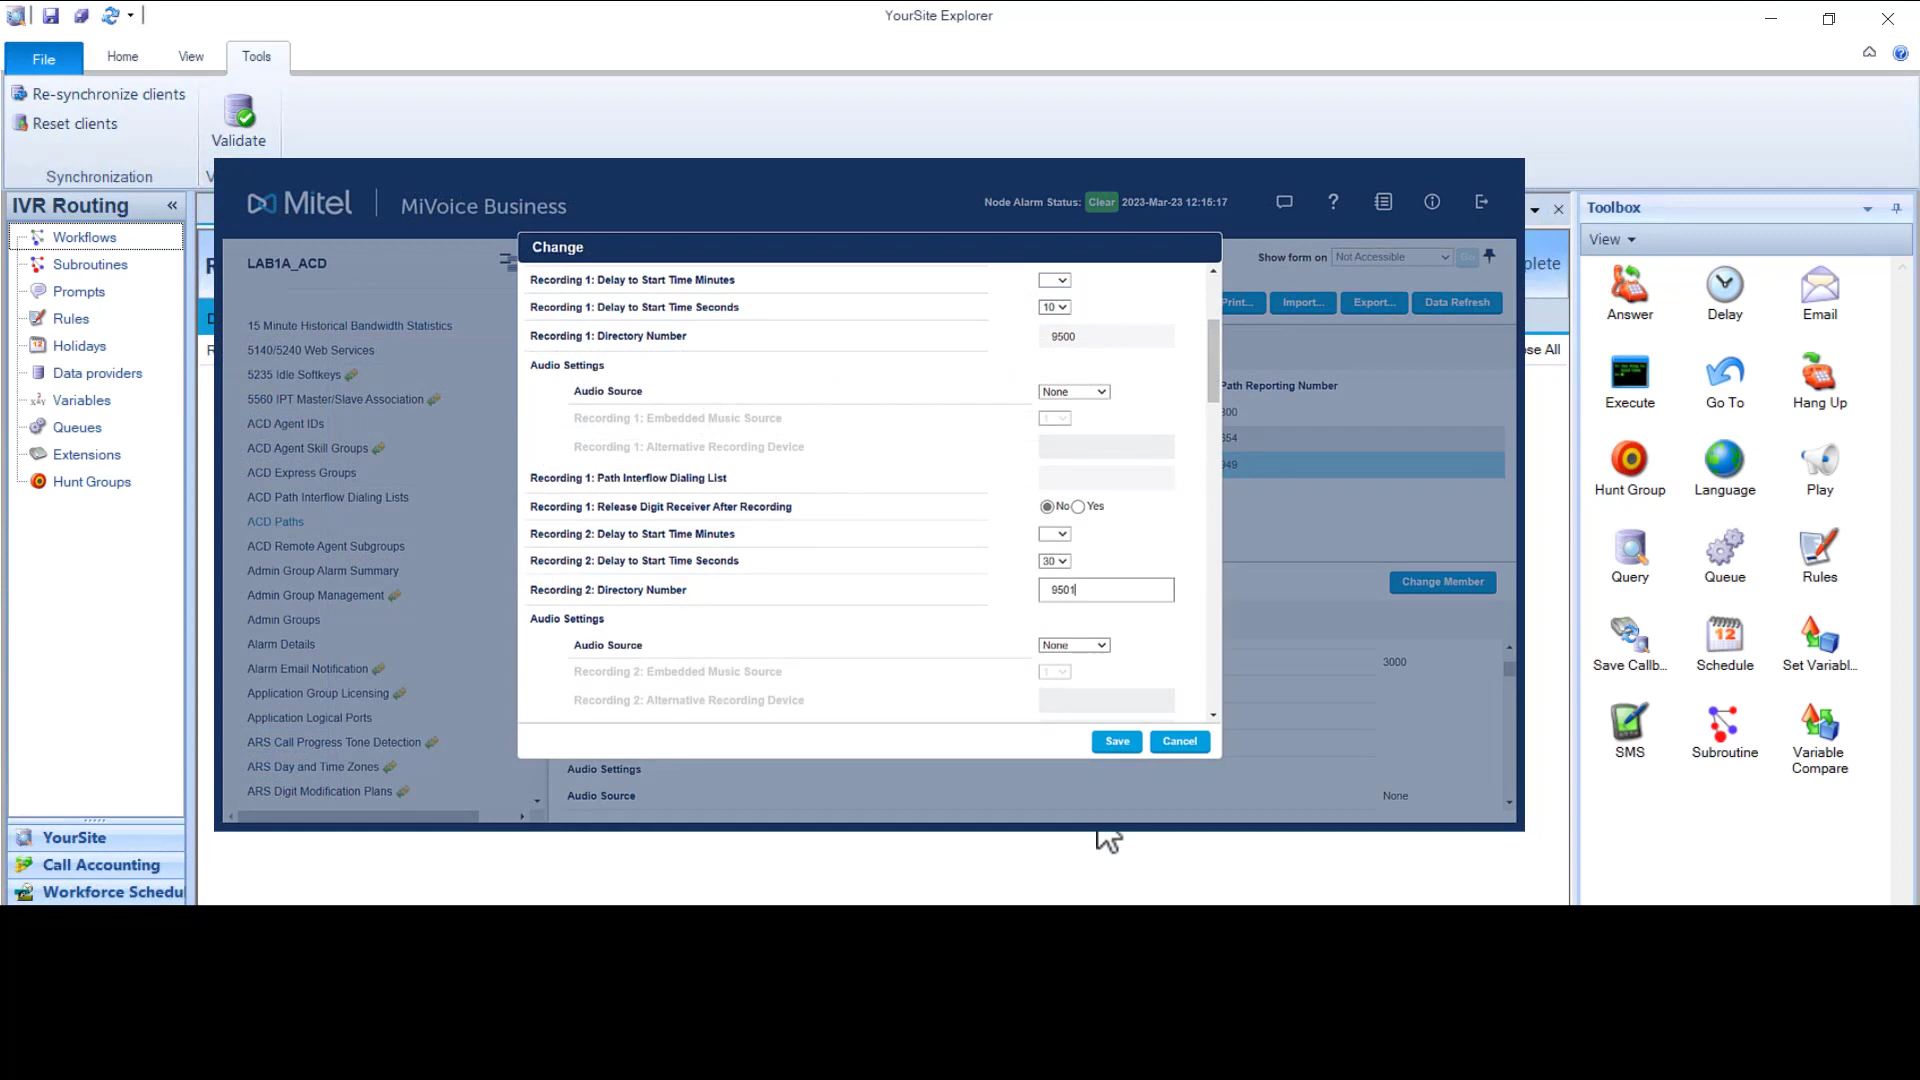 YourSite Explorer
File
Home
View
Tools
Re-synchronize clients
Reset clients
Synchronization
Validate
V
IVR Routing
«
Workflows
Subroutines
Prompts
Rules
Holidays
Data providers
Variables
Queues
Extensions
Hunt Groups
YourSite
Call Accounting
Workforce Schedu
Mitel
MiVoice Business
Node Alarm Status:
Clear
2023-Mar-23 12:15:17
LAB1A_ACD
15 Minute Historical Bandwidth Statistics
5140/5240 Web Services
5235 Idle Softkeys
5560 IPT Master/Slave Association
ACD Agent IDs
ACD Agent Skill Groups
ACD Express Groups
ACD Path Interflow Dialing Lists
ACD Paths
ACD Remote Agent Subgroups
Admin Group Alarm Summary
Admin Group Management
Admin Groups
Alarm Details
Alarm Email Notification
Application Group Licensing
Application Logical Ports
ARS Call Progress Tone Detection
ARS Day and Time Zones
ARS Digit Modification Plans
Change
Recording 1: Delay to Start Time Minutes
Recording 1: Delay to Start Time Seconds
10
Recording 1: Directory Number
9500
Audio Settings
Audio Source
None
Recording 1: Embedded Music Source
1
Recording 1: Alternative Recording Device
Recording 1: Path Interflow Dialing List
Recording 1: Release Digit Receiver After Recording
No
Yes
Recording 2: Delay to Start Time Minutes
Recording 2: Delay to Start Time Seconds
30
Recording 2: Directory Number
9501
Audio Settings
Audio Source
None
Recording 2: Embedded Music Source
1
Recording 2: Alternative Recording Device
Save
Cancel
Show form on
Not Accessible
Go
Print...
Import...
Export...
Data Refresh
Path Reporting Number
Change Member
3000
Audio Settings
Audio Source
None
plete
ose All
Toolbox
View
Answer
Delay
Email
Execute
Go To
Hang Up
Hunt Group
Language
Play
Query
Queue
Rules
Save Callb...
Schedule
Set Variabl...
SMS
Subroutine
Variable
Compare